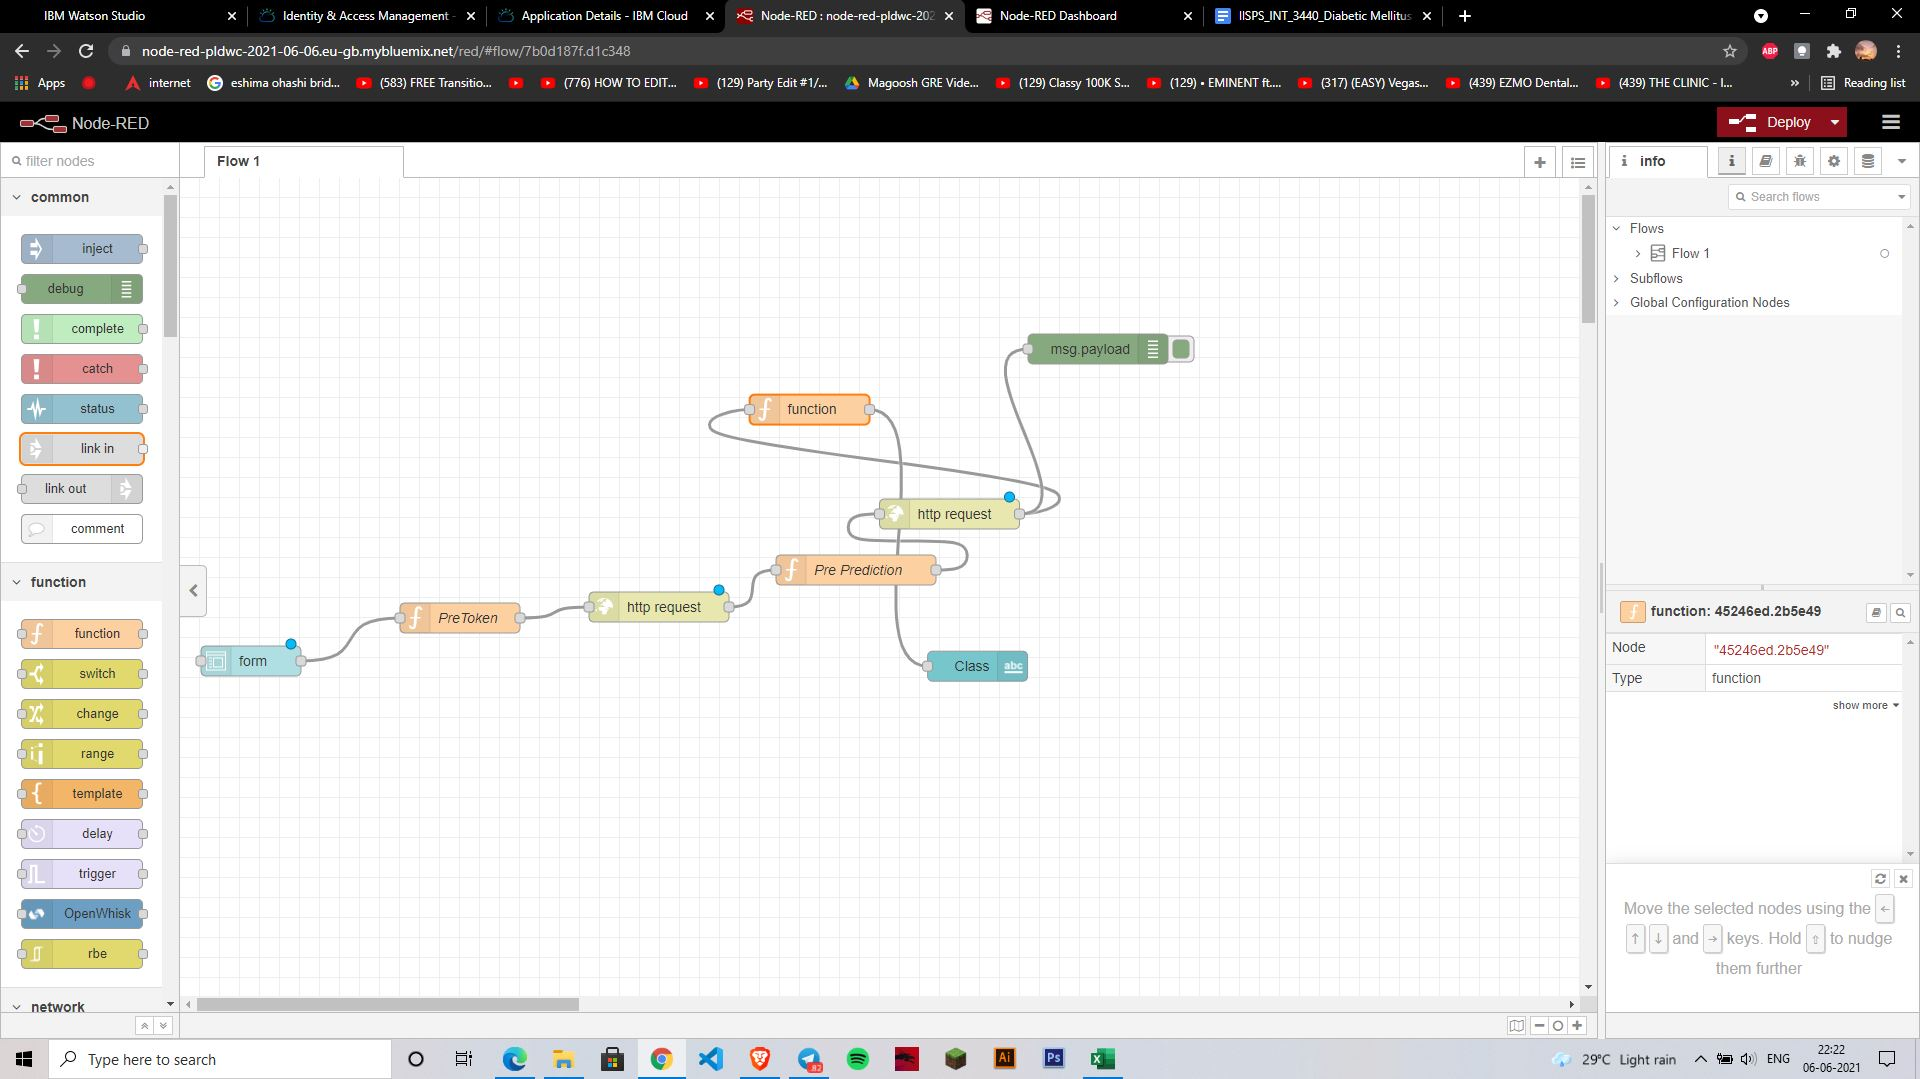 IBM Watson Studio
Identity & Access Management -
Application Details - IBM Cloud
Node-RED : node-red-pldwc-202
Node-RED Dashboard
IISPS_INT_3440_Diabetic Mellitus
node-red-pldwc-2021-06-06.eu-gb.mybluemix.net/red/#flow/7b0d187f.d1c348
ABP
Apps
internet
eshima ohashi brid...
(583) FREE Transitio...
(776) HOW TO EDIT...
(129) Party Edit #1/...
Magoosh GRE Vide...
(129) Classy 100K S...
(129) • EMINENT ft....
(317) (EASY) Vegas...
(439) EZMO Dental...
(439) THE CLINIC - I...
»
Reading list
Node-RED
Deploy
filter nodes
Flow 1
info
common
Search flows
inject
debug
complete
catch
status
link in
link out
comment
function
function
switch
change
range
template
delay
trigger
OpenWhisk
rbe
network
msg.payload
function
http request
Pre Prediction
http request
PreToken
form
Class
abc
Flows
Flow 1
Subflows
Global Configuration Nodes
function: 45246ed.2b5e49
Node
"45246ed.2b5e49"
Type
function
show more
Move the selected nodes using the ←
↑ ↓ and → keys. Hold ⇧ to nudge
them further
Type here to search
82
Ai
Ps
29°C Light rain
ENG
22:22
06-06-2021